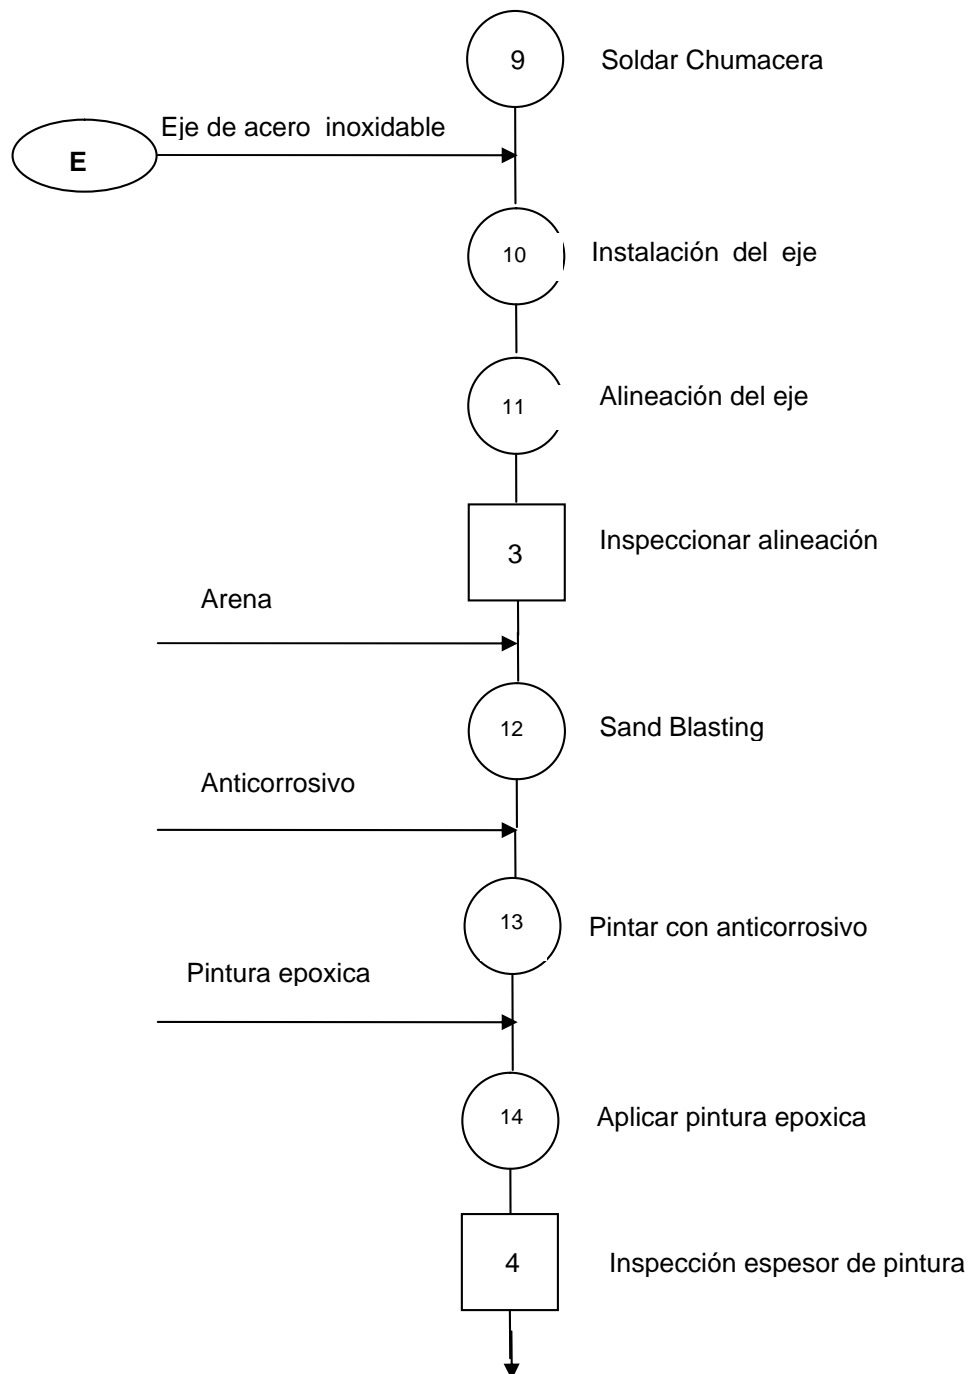 9 Soldar Chumacera
Eje de acero inoxidable
E
10 Instalación del eje
11 Alineación del eje
3 Inspeccionar alineación
Arena
12 Sand Blasting
Anticorrosivo
13 Pintar con anticorrosivo
Pintura epoxica
14 Aplicar pintura epoxica
4 Inspección espesor de pintura